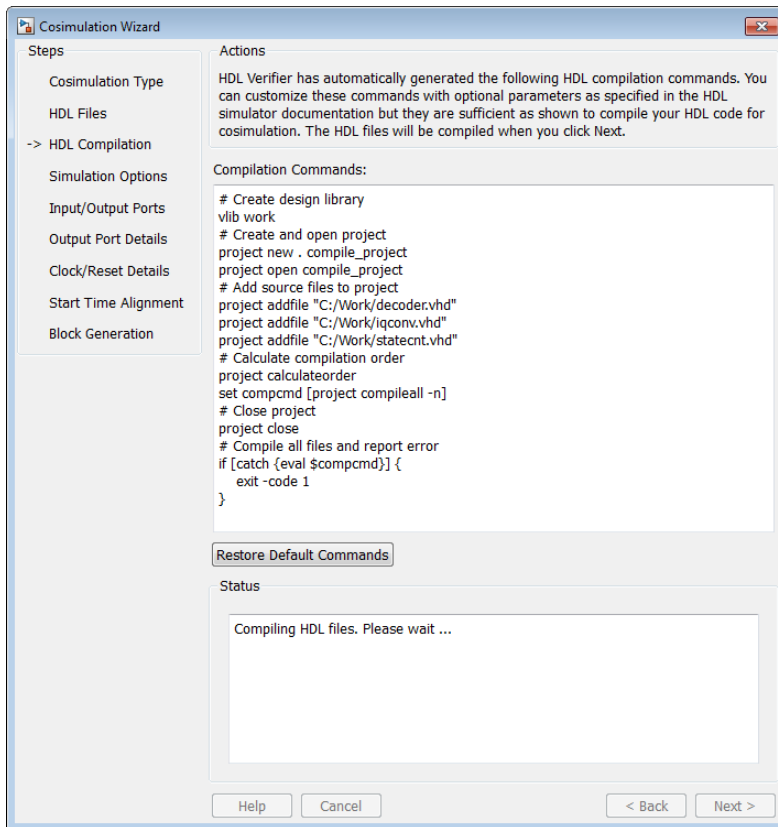 Cosimulation Wizard
Steps
Cosimulation Type
HDL Files
-> HDL Compilation
Simulation Options
Input/Output Ports
Output Port Details
Clock/Reset Details
Start Time Alignment
Block Generation
Actions
HDL Verifier has automatically generated the following HDL compilation commands. You
can customize these commands with optional parameters as specified in the HDL
simulator documentation but they are sufficient as shown to compile your HDL code for
cosimulation. The HDL files will be compiled when you click Next.
Compilation Commands:
# Create design library
vlib work
# Create and open project
project new . compile_project
project open compile_project
# Add source files to project
project addfile "C:/Work/decoder.vhd"
project addfile "C:/Work/iqconv.vhd"
project addfile "C:/Work/statecnt.vhd"
# Calculate compilation order
project calculateorder
set compcmd [project compileall -n]
# Close project
project close
# Compile all files and report error
if [catch {eval $compcmd}] {
exit -code 1
}
Restore Default Commands
Status
Compiling HDL files. Please wait ...
Help
Cancel
< Back
Next >